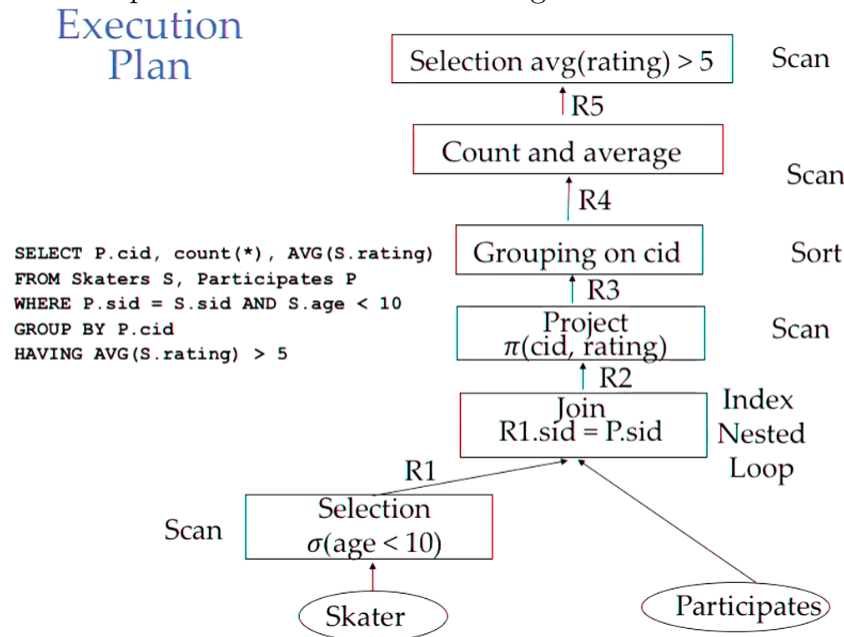 Execution
Plan
Selection avg(rating) > 5
Scan
R5
Count and average
Scan
R4
SELECT P.cid, count(*), AVG(S.rating)
FROM Skaters S, Participates P
WHERE P.sid = S.sid AND S.age < 10
GROUP BY P.cid
HAVING AVG(S.rating) > 5
Grouping on cid
Sort
R3
Project
π(cid, rating)
Scan
R2
Join
R1.sid = P.sid
Index
Nested
Loop
R1
Scan
Selection
σ(age < 10)
Skater
Participates